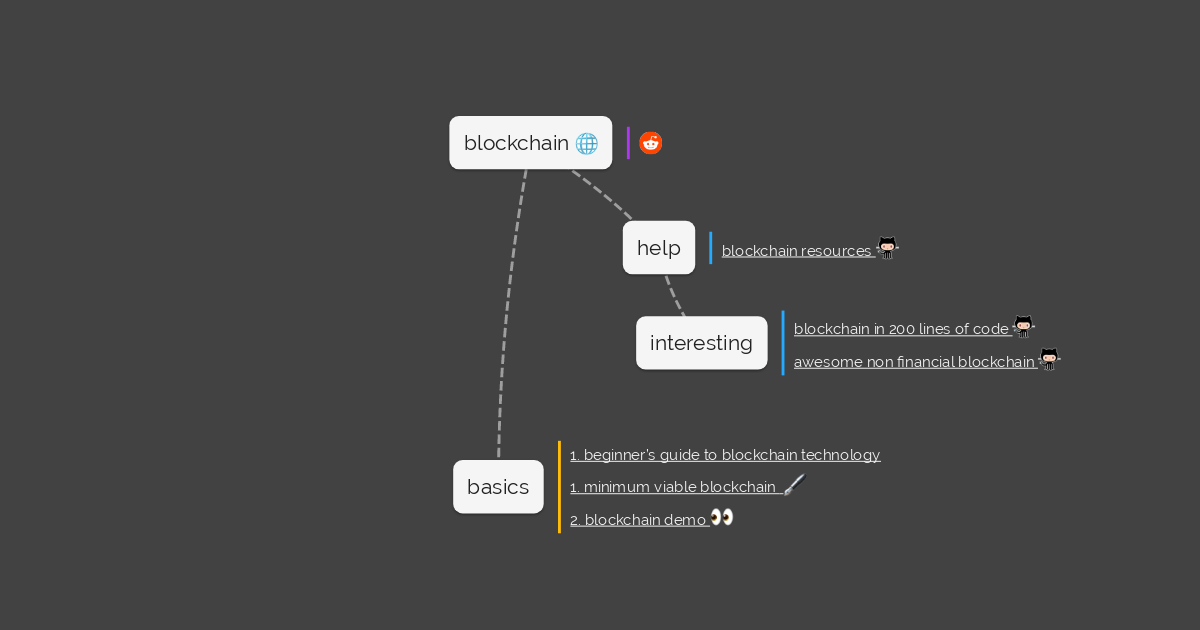 blockchain
help
blockchain resources
interesting
blockchain in 200 lines of code
awesome non financial blockchain
basics
1. beginner's guide to blockchain technology
1. minimum viable blockchain
2. blockchain demo